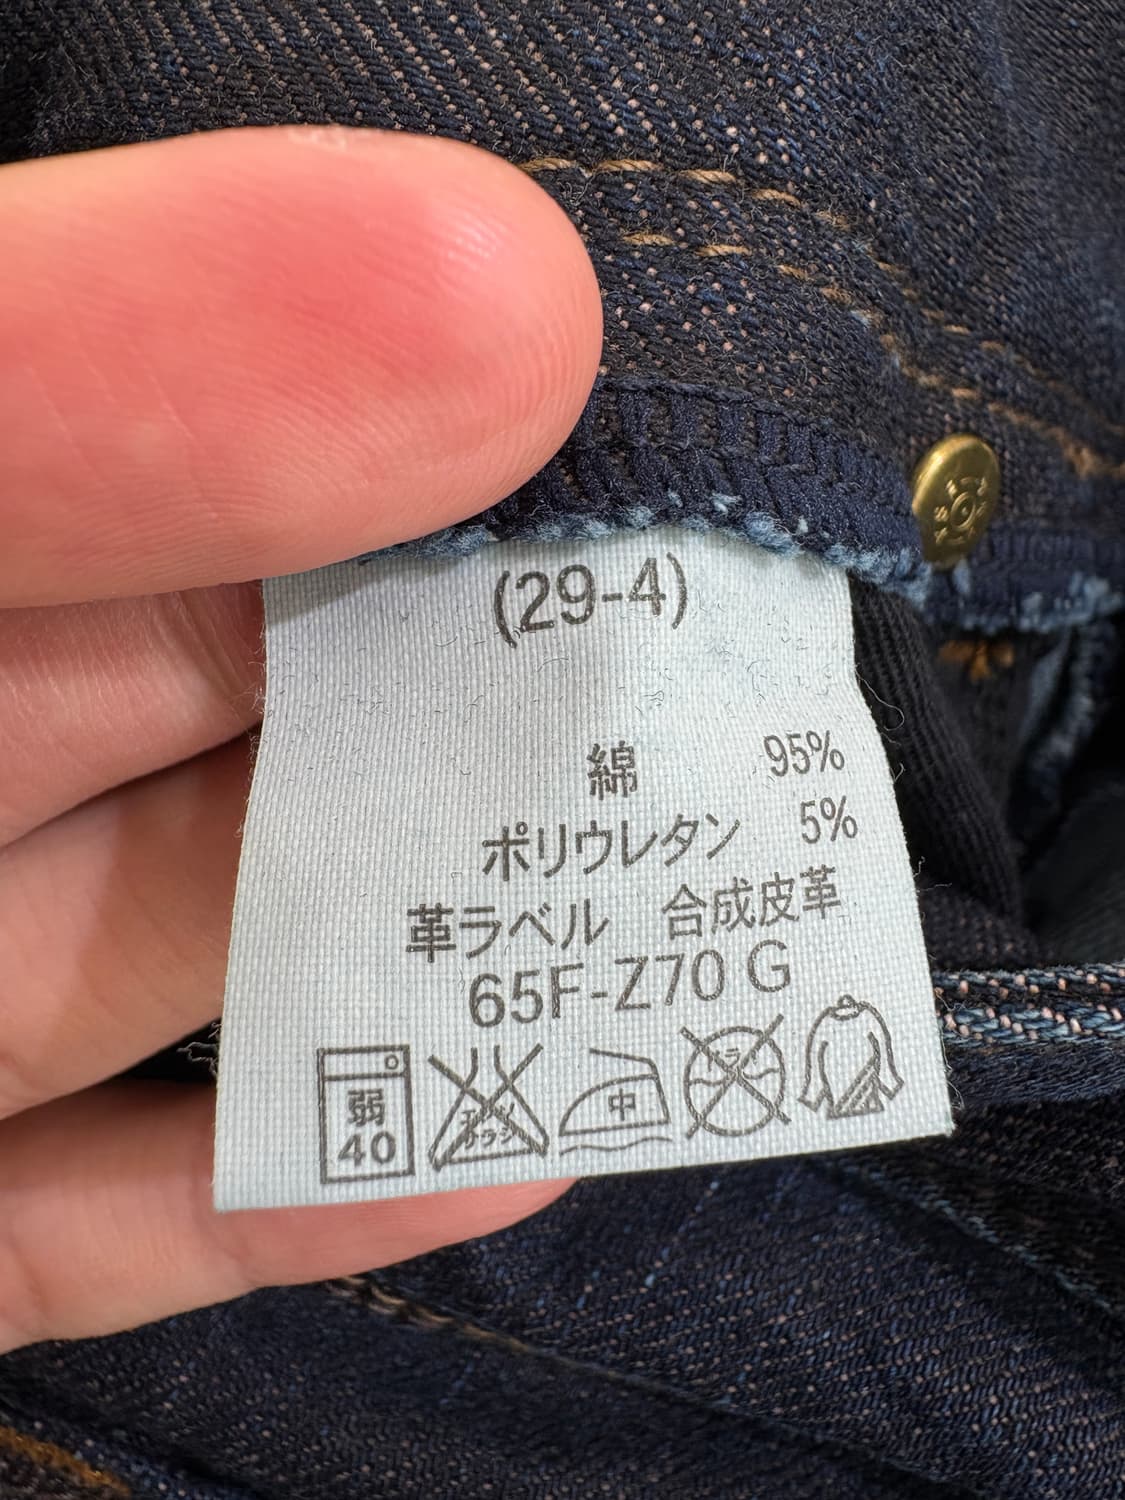 (29-4)
綿 95%
ポリウレタン 5%
革ラベル 合成皮革
65F-Z70 G
弱
40
中